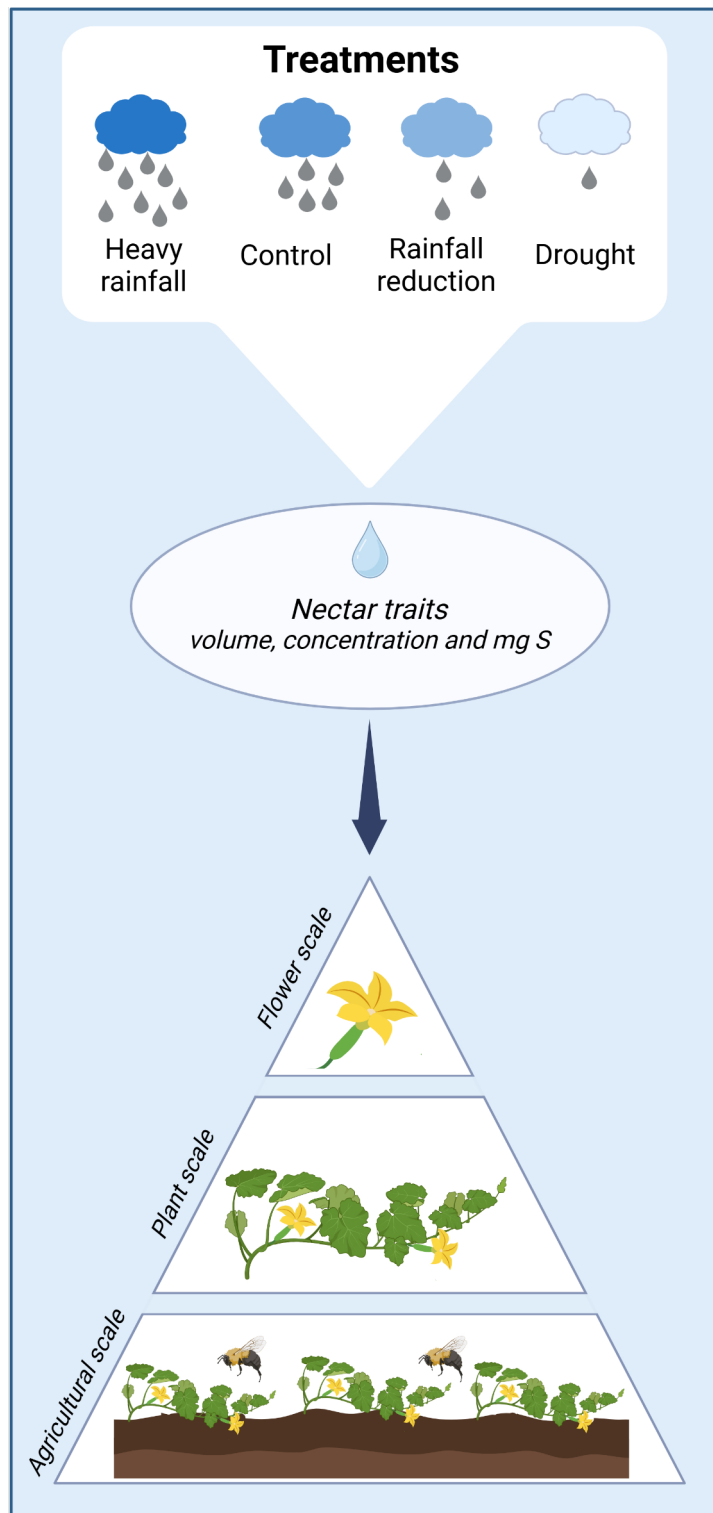 Treatments
Heavy
rainfall
Control
Rainfall
reduction
Drought
Nectar traits
volume, concentration and mg S
Flower scale
Plant scale
Agricultural scale